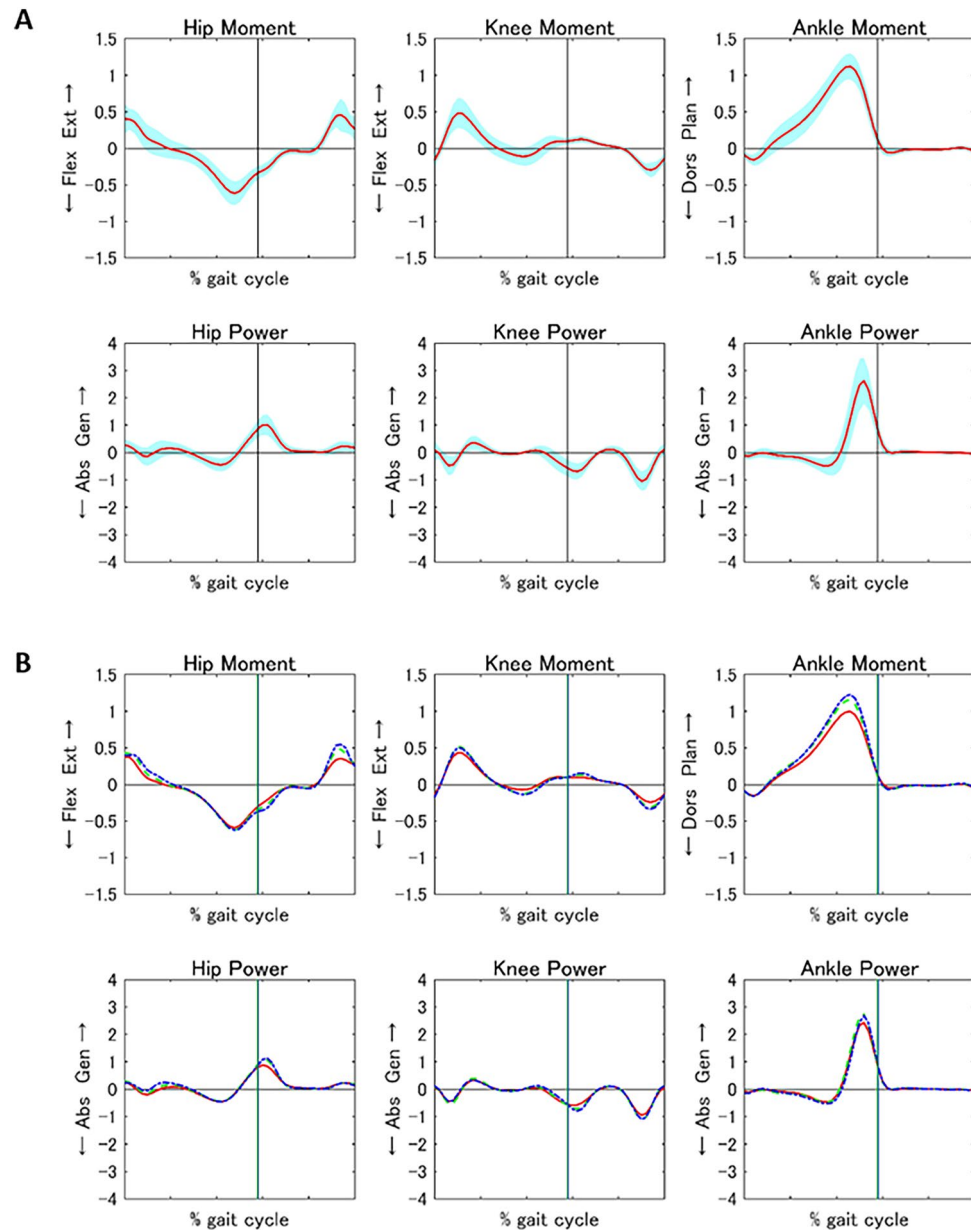 A
Hip Moment
Knee Moment
Ankle Moment
← Flex Ext →
1.5
1
0.5
0
−0.5
−1
−1.5
% gait cycle
← Flex Ext →
1.5
1
0.5
0
−0.5
−1
−1.5
% gait cycle
← Dors Plan →
1.5
1
0.5
0
−0.5
−1
−1.5
% gait cycle
Hip Power
Knee Power
Ankle Power
← Abs Gen →
4
3
2
1
0
−1
−2
−3
−4
% gait cycle
← Abs Gen →
4
3
2
1
0
−1
−2
−3
−4
% gait cycle
← Abs Gen →
4
3
2
1
0
−1
−2
−3
−4
% gait cycle
B
Hip Moment
Knee Moment
Ankle Moment
← Flex Ext →
1.5
1
0.5
0
−0.5
−1
−1.5
% gait cycle
← Flex Ext →
1.5
1
0.5
0
−0.5
−1
−1.5
% gait cycle
← Dors Plan →
1.5
1
0.5
0
−0.5
−1
−1.5
% gait cycle
Hip Power
Knee Power
Ankle Power
← Abs Gen →
4
3
2
1
0
−1
−2
−3
−4
% gait cycle
← Abs Gen →
4
3
2
1
0
−1
−2
−3
−4
% gait cycle
← Abs Gen →
4
3
2
1
0
−1
−2
−3
−4
% gait cycle